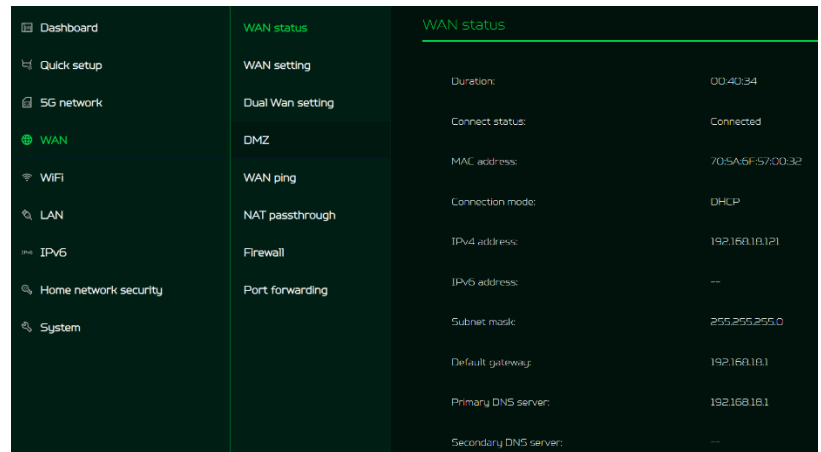 Dashboard
Quick setup
5G network
WAN
WiFi
LAN
IPv6
Home network security
System
WAN status
WAN setting
Dual Wan setting
DMZ
WAN ping
NAT passthrough
Firewall
Port forwarding
WAN status
Duration: 00:40:34
Connect status: Connected
MAC address: 70:5A:6F:57:00:32
Connection mode: DHCP
IPv4 address: 192.168.18.121
IPv6 address: --
Subnet mask: 255.255.255.0
Default gateway: 192.168.18.1
Primary DNS server: 192.168.18.1
Secondary DNS server: --